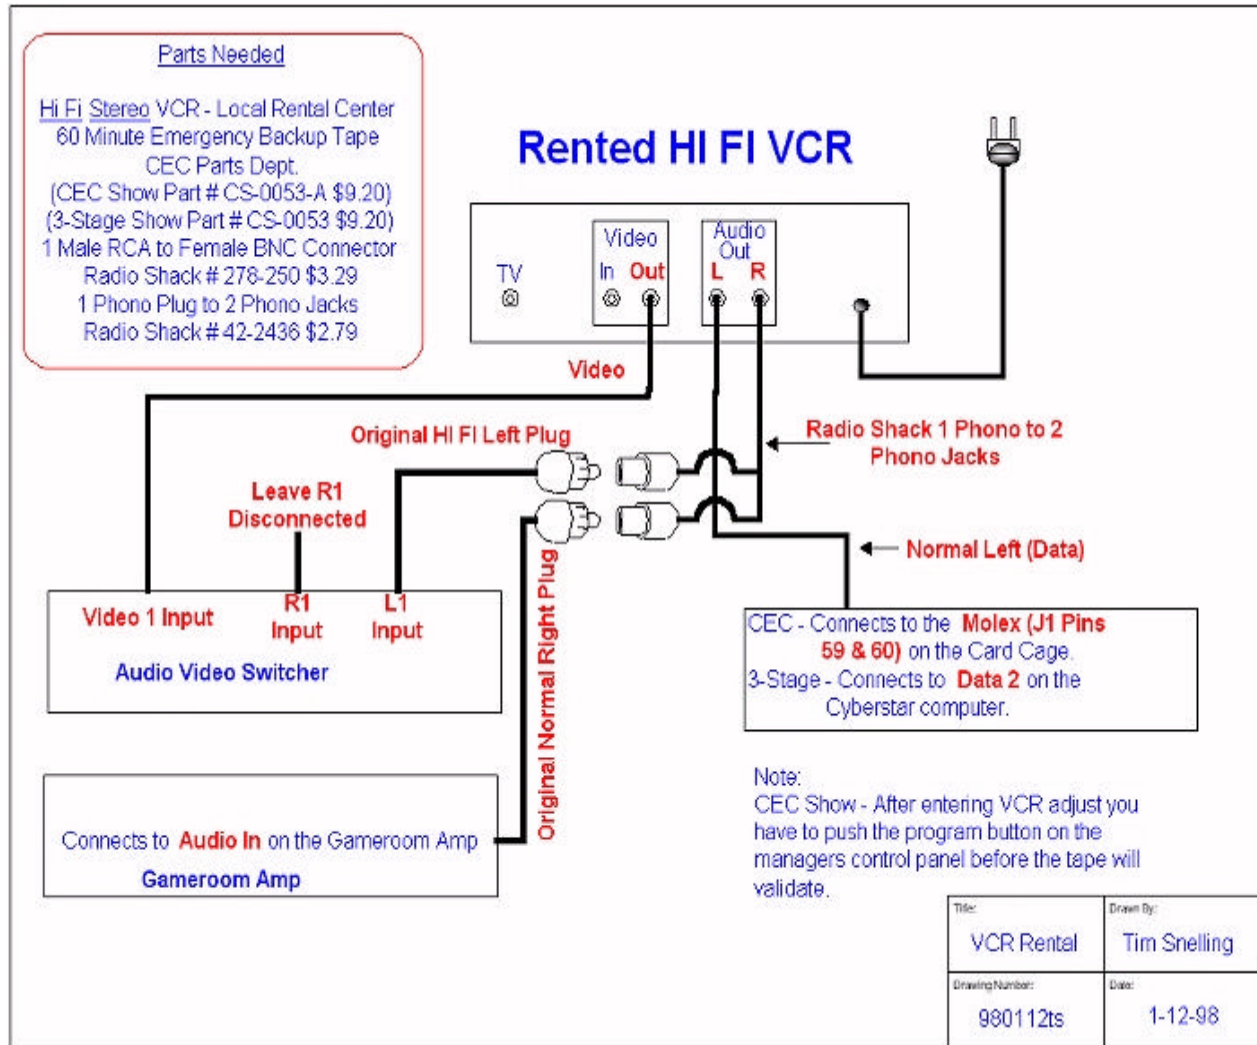 Parts Needed
Hi Fi Stereo VCR - Local Rental Center
60 Minute Emergency Backup Tape
CEC Parts Dept.
(CEC Show Part # CS-0053-A $9.20)
(3-Stage Show Part # CS-0053 $9.20)
1 Male RCA to Female BNC Connector
Radio Shack # 278-250 $3.29
1 Phono Plug to 2 Phono Jacks
Radio Shack # 42-2436 $2.79
Rented HI FI VCR
TV
Video
In Out
Audio
Out
L R
Video
Original HI FI Left Plug
Radio Shack 1 Phono to 2
Phono Jacks
Leave R1
Disconnected
Normal Left (Data)
Original Normal Right Plug
Video 1 Input
R1
Input
L1
Input
Audio Video Switcher
CEC - Connects to the Molex (J1 Pins
59 & 60) on the Card Cage.
3-Stage - Connects to Data 2 on the
Cyberstar computer.
Connects to Audio In on the Gameroom Amp
Gameroom Amp
Note:
CEC Show - After entering VCR adjust you
have to push the program button on the
managers control panel before the tape will
validate.
Title:
VCR Rental
Drawn By:
Tim Snelling
Drawing Number:
980112ts
Date:
1-12-98